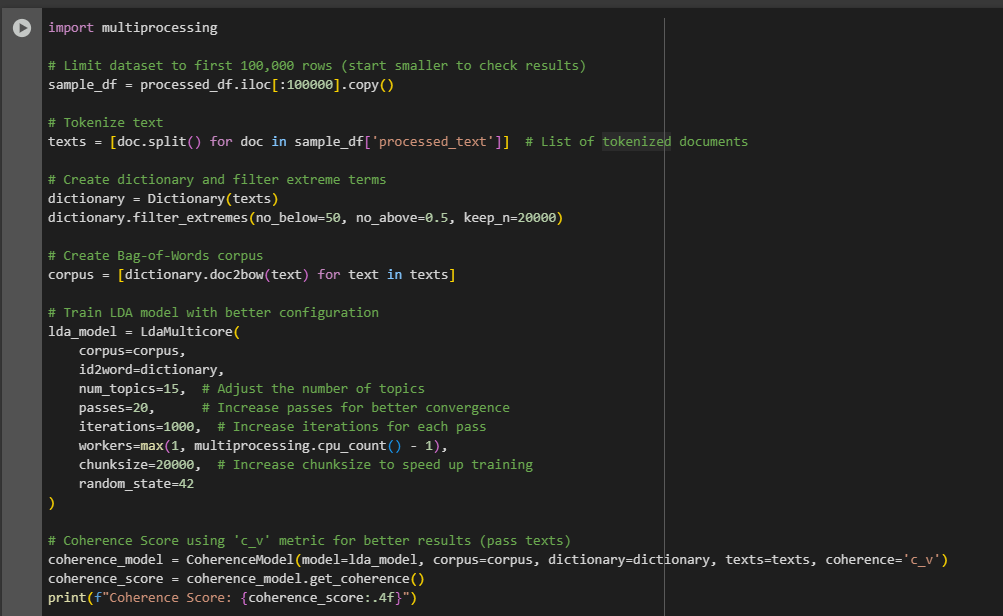 import multiprocessing
# Limit dataset to first 100,000 rows (start smaller to check results)
sample_df = processed_df.iloc[:100000].copy()
# Tokenize text
texts = [doc.split() for doc in sample_df['processed_text']]  # List of tokenized documents
# Create dictionary and filter extreme terms
dictionary = Dictionary(texts)
dictionary.filter_extremes(no_below=50, no_above=0.5, keep_n=20000)
# Create Bag-of-Words corpus
corpus = [dictionary.doc2bow(text) for text in texts]
# Train LDA model with better configuration
lda_model = LdaMulticore(
    corpus=corpus,
    id2word=dictionary,
    num_topics=15,  # Adjust the number of topics
    passes=20,      # Increase passes for better convergence
    iterations=1000,  # Increase iterations for each pass
    workers=max(1, multiprocessing.cpu_count() - 1),
    chunksize=20000,  # Increase chunksize to speed up training
    random_state=42
)
# Coherence Score using 'c_v' metric for better results (pass texts)
coherence_model = CoherenceModel(model=lda_model, corpus=corpus, dictionary=dictionary, texts=texts, coherence='c_v')
coherence_score = coherence_model.get_coherence()
print(f"Coherence Score: {coherence_score:.4f}")